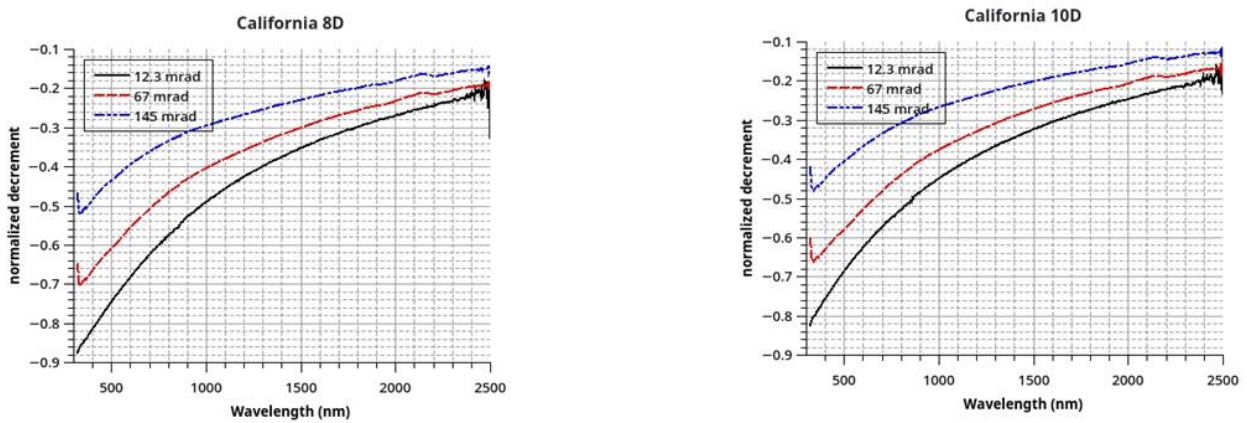 California 8D
normalized decrement
−0.1
−0.2
−0.3
−0.4
−0.5
−0.6
−0.7
−0.8
−0.9
12.3 mrad
67 mrad
145 mrad
500 1000 1500 2000 2500
Wavelength (nm)
California 10D
normalized decrement
−0.1
−0.2
−0.3
−0.4
−0.5
−0.6
−0.7
−0.8
−0.9
12.3 mrad
67 mrad
145 mrad
500 1000 1500 2000 2500
Wavelength (nm)